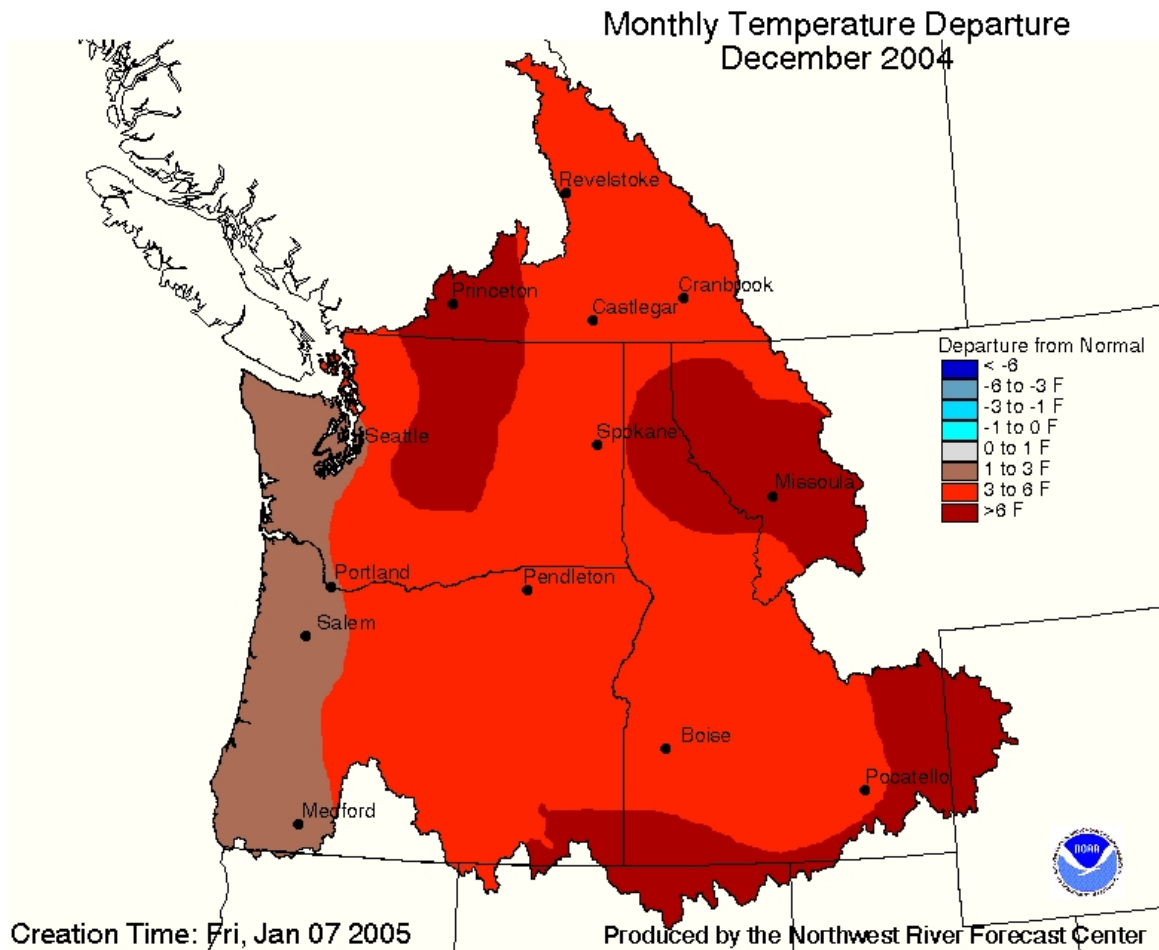 Monthly Temperature Departure
December 2004
Revelstoke
Princeton
Cranbrook
Castlegar
Departure from Normal
< -6
-6 to -3 F
-3 to -1 F
-1 to 0 F
0 to 1 F
1 to 3 F
3 to 6 F
>6 F
Seattle
Spokane
Missoula
Portland
Pendleton
Salem
Boise
Pocatello
Medford
NOAA
Creation Time: Fri, Jan 07 2005
Produced by the Northwest River Forecast Center